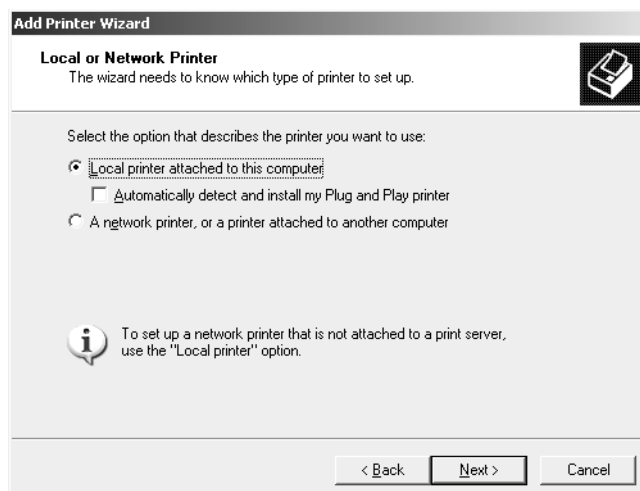 Add Printer Wizard
Local or Network Printer
The wizard needs to know which type of printer to set up.
Select the option that describes the printer you want to use:
Local printer attached to this computer
Automatically detect and install my Plug and Play printer
A network printer, or a printer attached to another computer
To set up a network printer that is not attached to a print server,
use the "Local printer" option.
< Back
Next >
Cancel